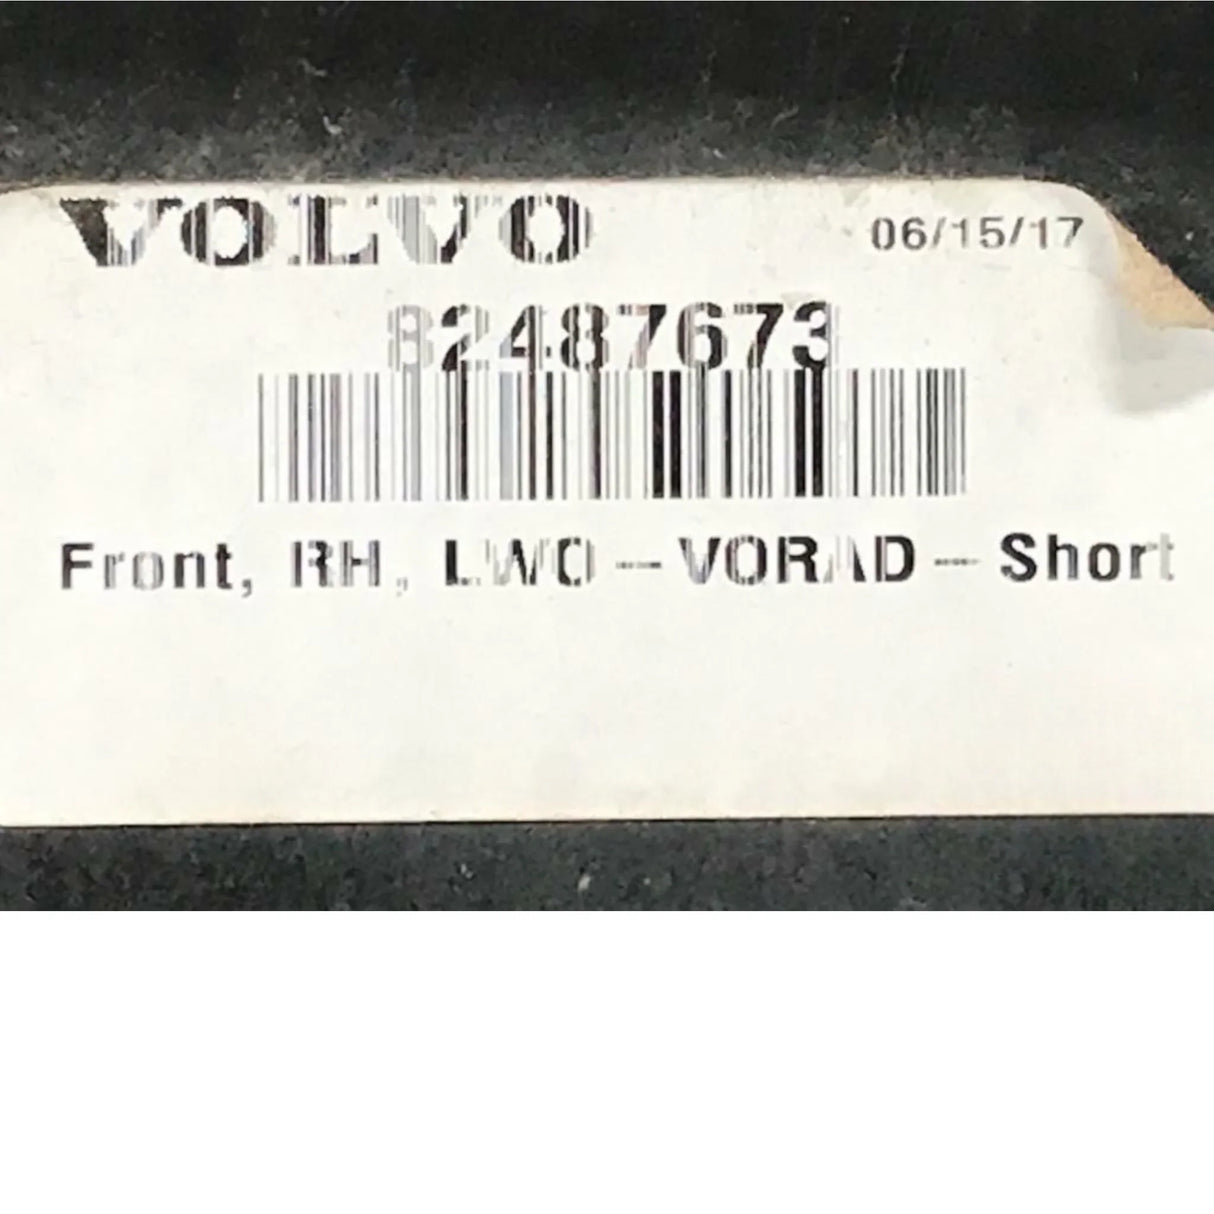 VOLVO 06/15/17
82487673
Front, RH, LWO - VORAD - Short